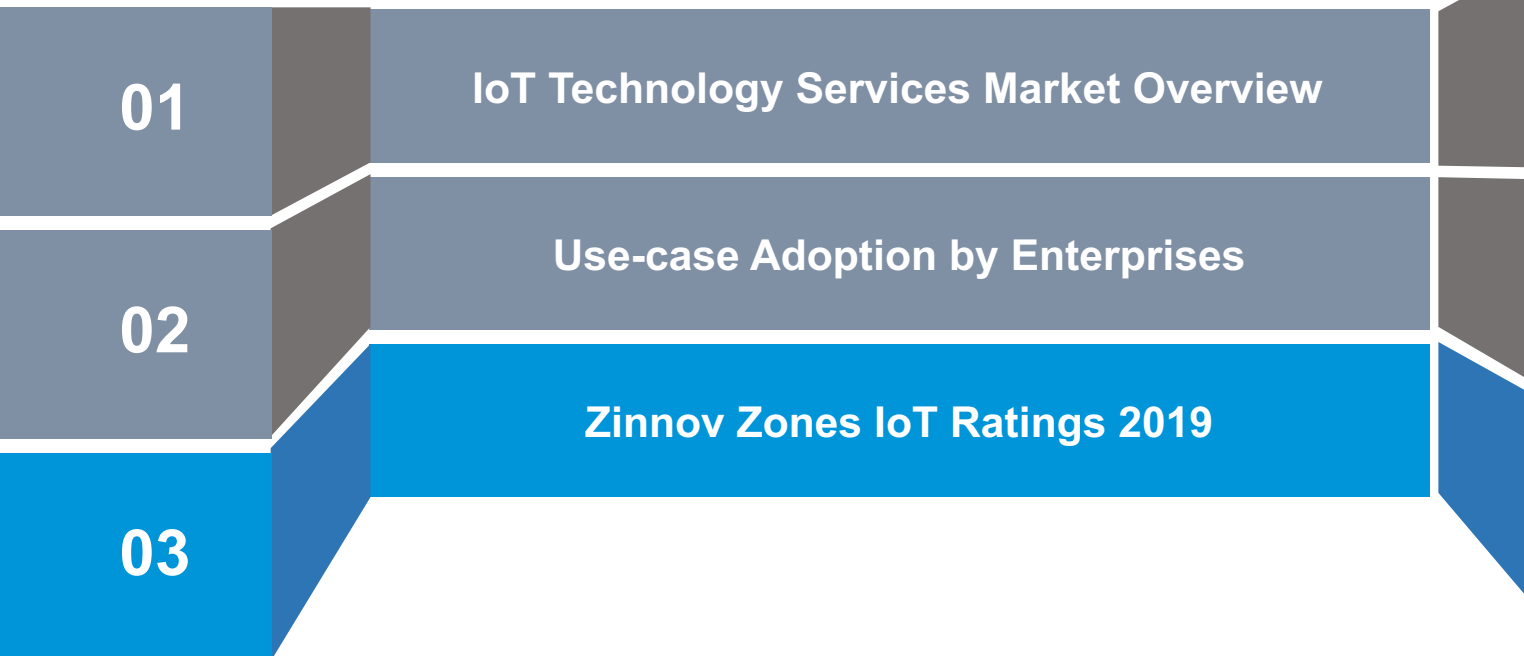 01
IoT Technology Services Market Overview
02
Use-case Adoption by Enterprises
03
Zinnov Zones IoT Ratings 2019